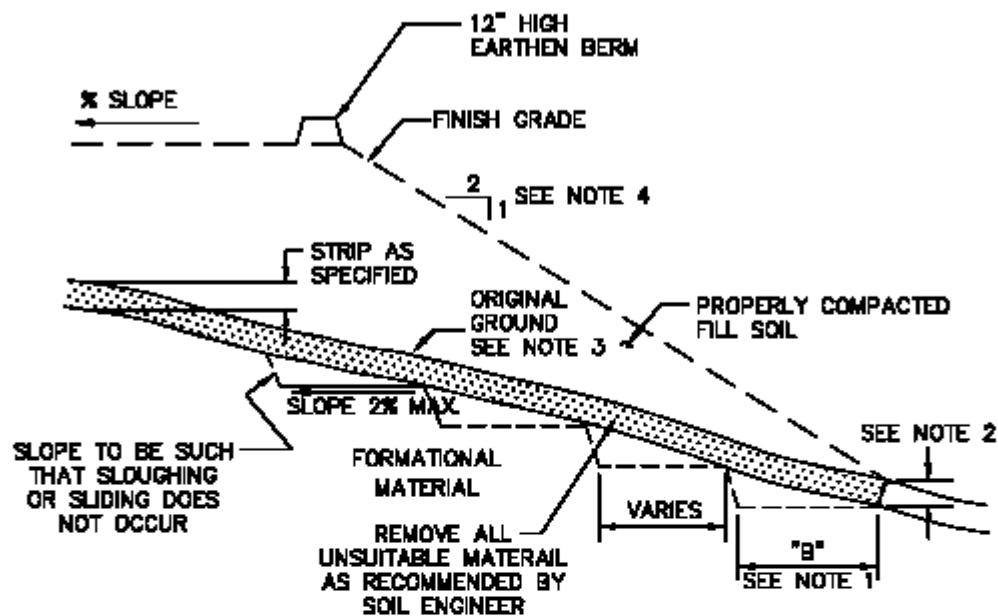 12" HIGH
EARTHEN BERM
% SLOPE
FINISH GRADE
2
1
SEE NOTE 4
STRIP AS
SPECIFIED
ORIGINAL
GROUND
SEE NOTE 3
PROPERLY COMPACTED
FILL SOIL
SLOPE 2% MAX.
SEE NOTE 2
SLOPE TO BE SUCH
THAT SLOUGHING
OR SLIDING DOES
NOT OCCUR
FORMATIONAL
MATERIAL
VARIES
REMOVE ALL
UNSUITABLE MATERAIL
AS RECOMMENDED BY
SOIL ENGINEER
"B"
SEE NOTE 1